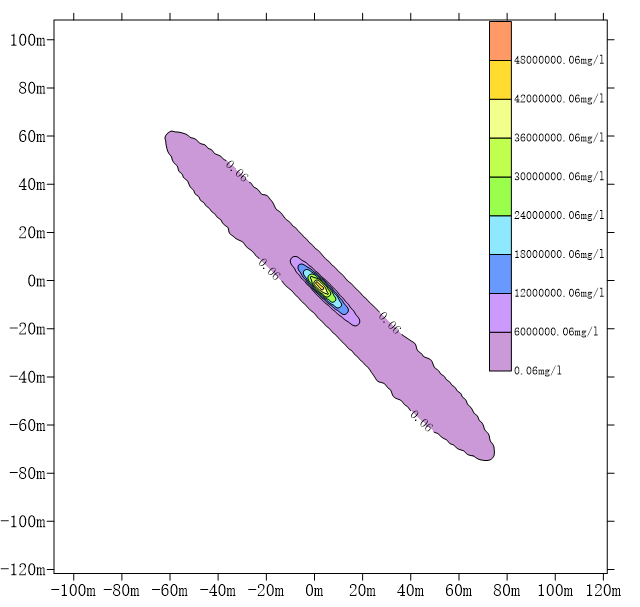 100m
80m
60m
40m
20m
0m
-20m
-40m
-60m
-80m
-100m
-120m
-100m -80m -60m -40m -20m 0m 20m 40m 60m 80m 100m 120m
0.06
0.06
0.06
0.06
48000000.06mg/l
42000000.06mg/l
36000000.06mg/l
30000000.06mg/l
24000000.06mg/l
18000000.06mg/l
12000000.06mg/l
6000000.06mg/l
0.06mg/l